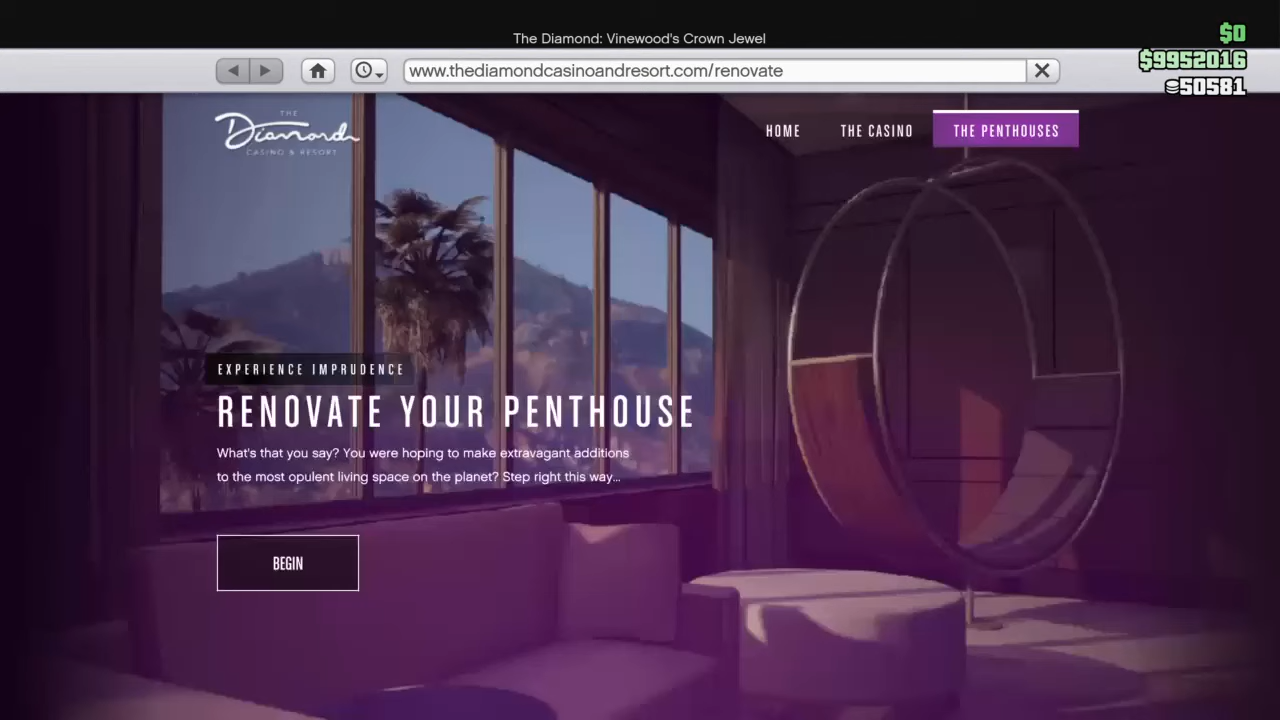 The Diamond: Vinewood's Crown Jewel
$0
$9952016
50581
www.thediamondcasinoandresort.com/renovate
THE
Diamond
CASINO & RESORT
HOME
THE CASINO
THE PENTHOUSES
EXPERIENCE IMPRUDENCE
RENOVATE YOUR PENTHOUSE
What's that you say? You were hoping to make extravagant additions
to the most opulent living space on the planet? Step right this way...
BEGIN